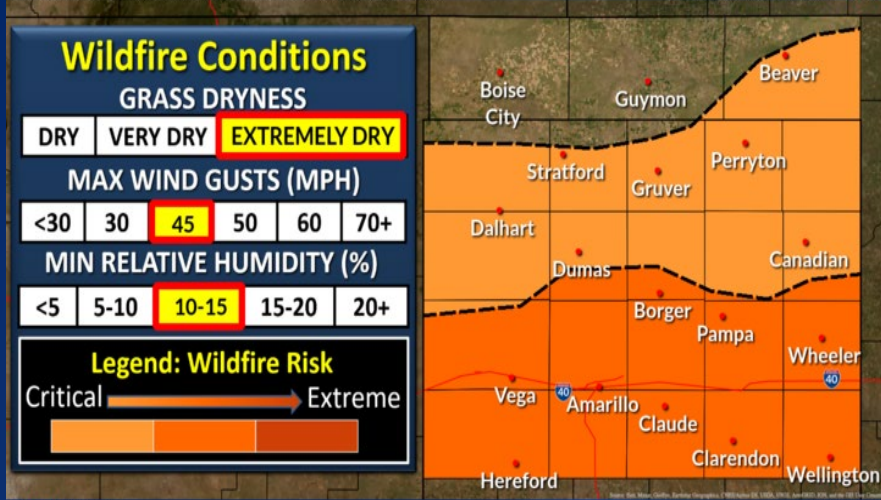 Wildfire Conditions
GRASS DRYNESS
DRY VERY DRY EXTREMELY DRY
MAX WIND GUSTS (MPH)
<30 30 45 50 60 70+
MIN RELATIVE HUMIDITY (%)
<5 5-10 10-15 15-20 20+
Legend: Wildfire Risk
Critical Extreme
Boise
City
Guymon
Beaver
Stratford
Gruver
Perryton
Dalhart
Dumas
Canadian
Borger
Pampa
Wheeler
Vega
40
Amarillo
40
Claude
Clarendon
Hereford
Wellington